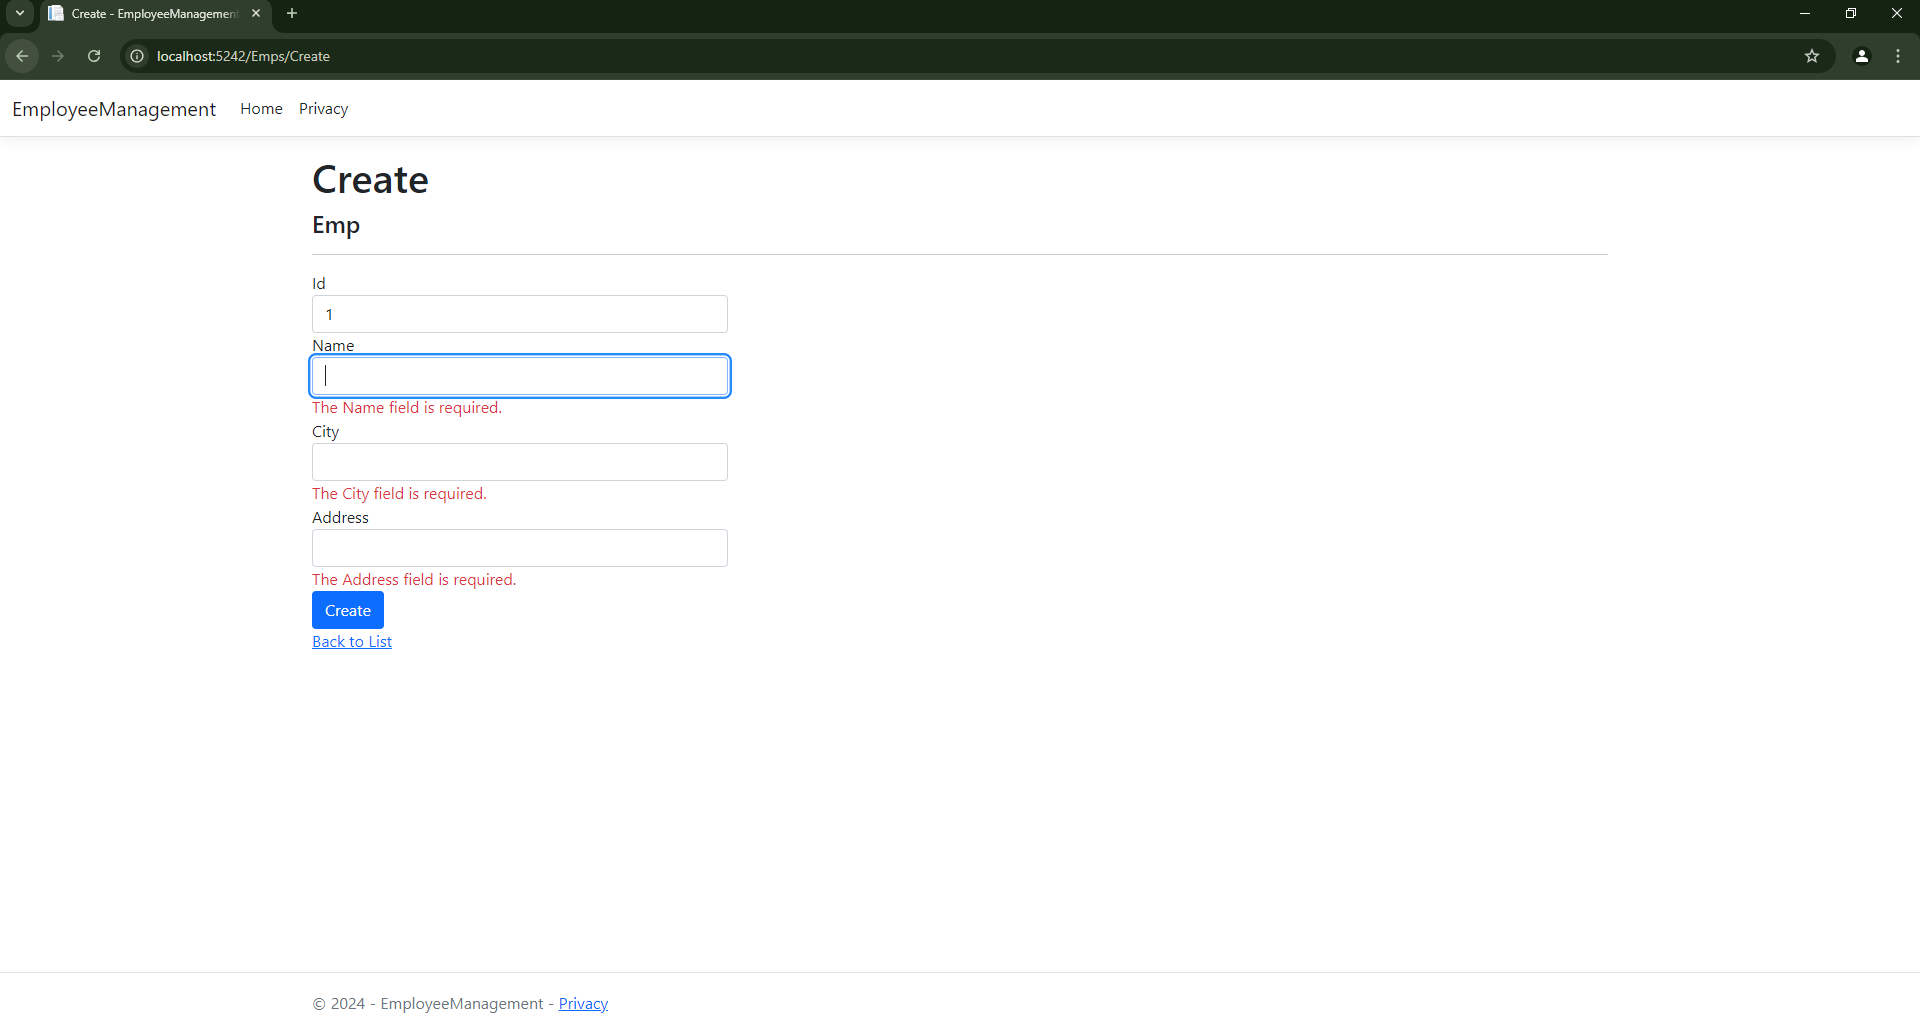 Create - EmployeeManagement
localhost:5242/Emps/Create
EmployeeManagement Home Privacy
Create
Emp
Id
1
Name
The Name field is required.
City
The City field is required.
Address
The Address field is required.
Create
Back to List
© 2024 - EmployeeManagement - Privacy